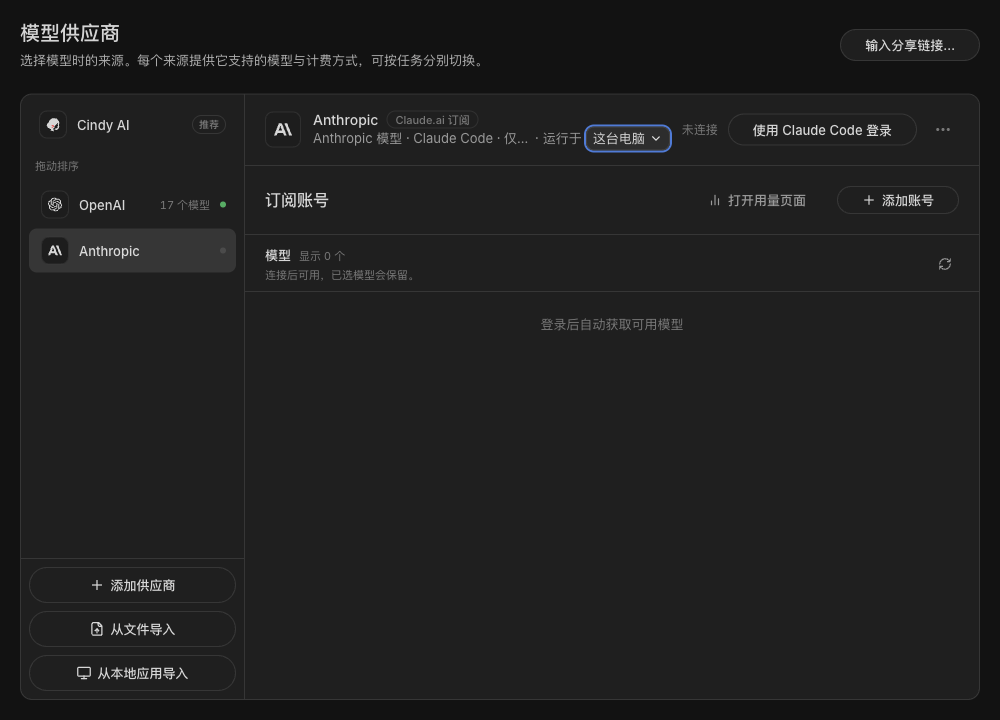 模型供应商
选择模型时的来源。每个来源提供它支持的模型与计费方式，可按任务分别切换。
输入分享链接...
Cindy AI
推荐
拖动排序
OpenAI
17 个模型
Anthropic
添加供应商
从文件导入
从本地应用导入
Anthropic
Claude.ai 订阅
Anthropic 模型 · Claude Code · 仅... · 运行于
这台电脑
未连接
使用 Claude Code 登录
订阅账号
打开用量页面
添加账号
模型
显示 0 个
连接后可用，已选模型会保留。
登录后自动获取可用模型